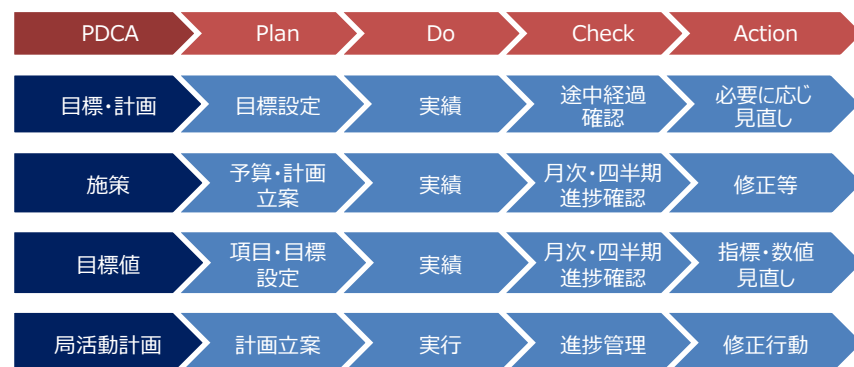 PDCA Plan Do Check Action
目標・計画 目標設定 実績 途中経過 必要に応じ
確認 見直し
施策 予算・計画 実績 月次・四半期 修正等
立案 進捗確認
目標値 項目・目標 実績 月次・四半期 指標・数値
設定 進捗確認 見直し
局活動計画 計画立案 実行 進捗管理 修正行動